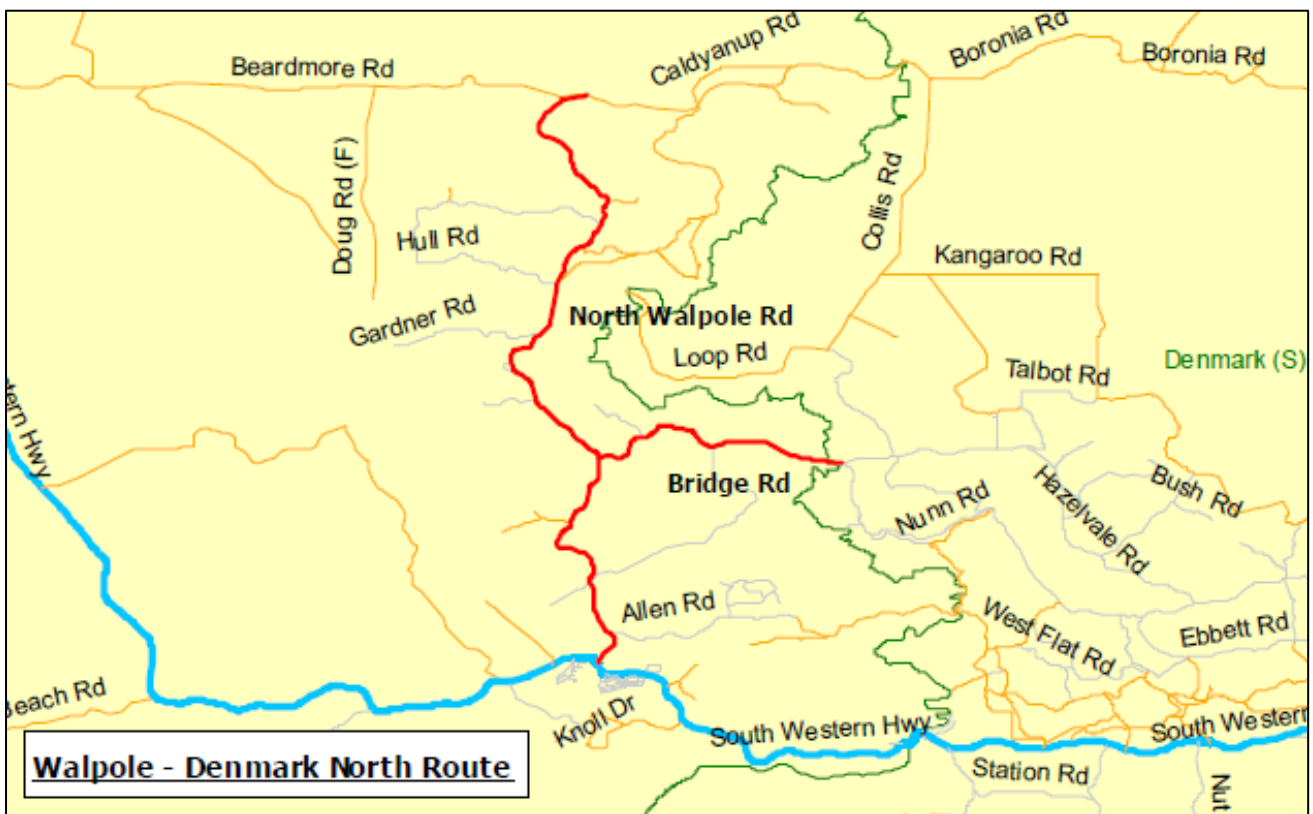 Caldyanup Rd
Boronia Rd
Boronia Rd
Beardmore Rd
Doug Rd (F)
Collis Rd
Hull Rd
Kangaroo Rd
Gardner Rd
North Walpole Rd
Loop Rd
Denmark (S)
Talbot Rd
tern Hwy
Bridge Rd
Nunn Rd
Hazelvale Rd
Bush Rd
Allen Rd
West Flat Rd
Ebbett Rd
Beach Rd
Knoll Dr
South Western Hwy
South Western
Station Rd
Nut
Walpole - Denmark North Route